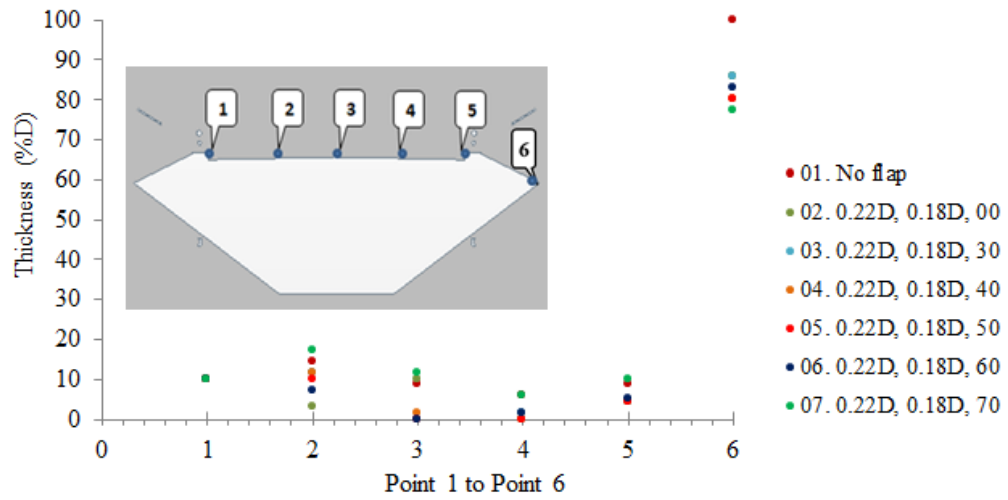 100
90
80
70
60
50
40
30
20
10
0
Thickness (%D)
1
2
3
4
5
6
0
1
2
3
4
5
6
Point 1 to Point 6
01. No flap
02. 0.22D, 0.18D, 00
03. 0.22D, 0.18D, 30
04. 0.22D, 0.18D, 40
05. 0.22D, 0.18D, 50
06. 0.22D, 0.18D, 60
07. 0.22D, 0.18D, 70